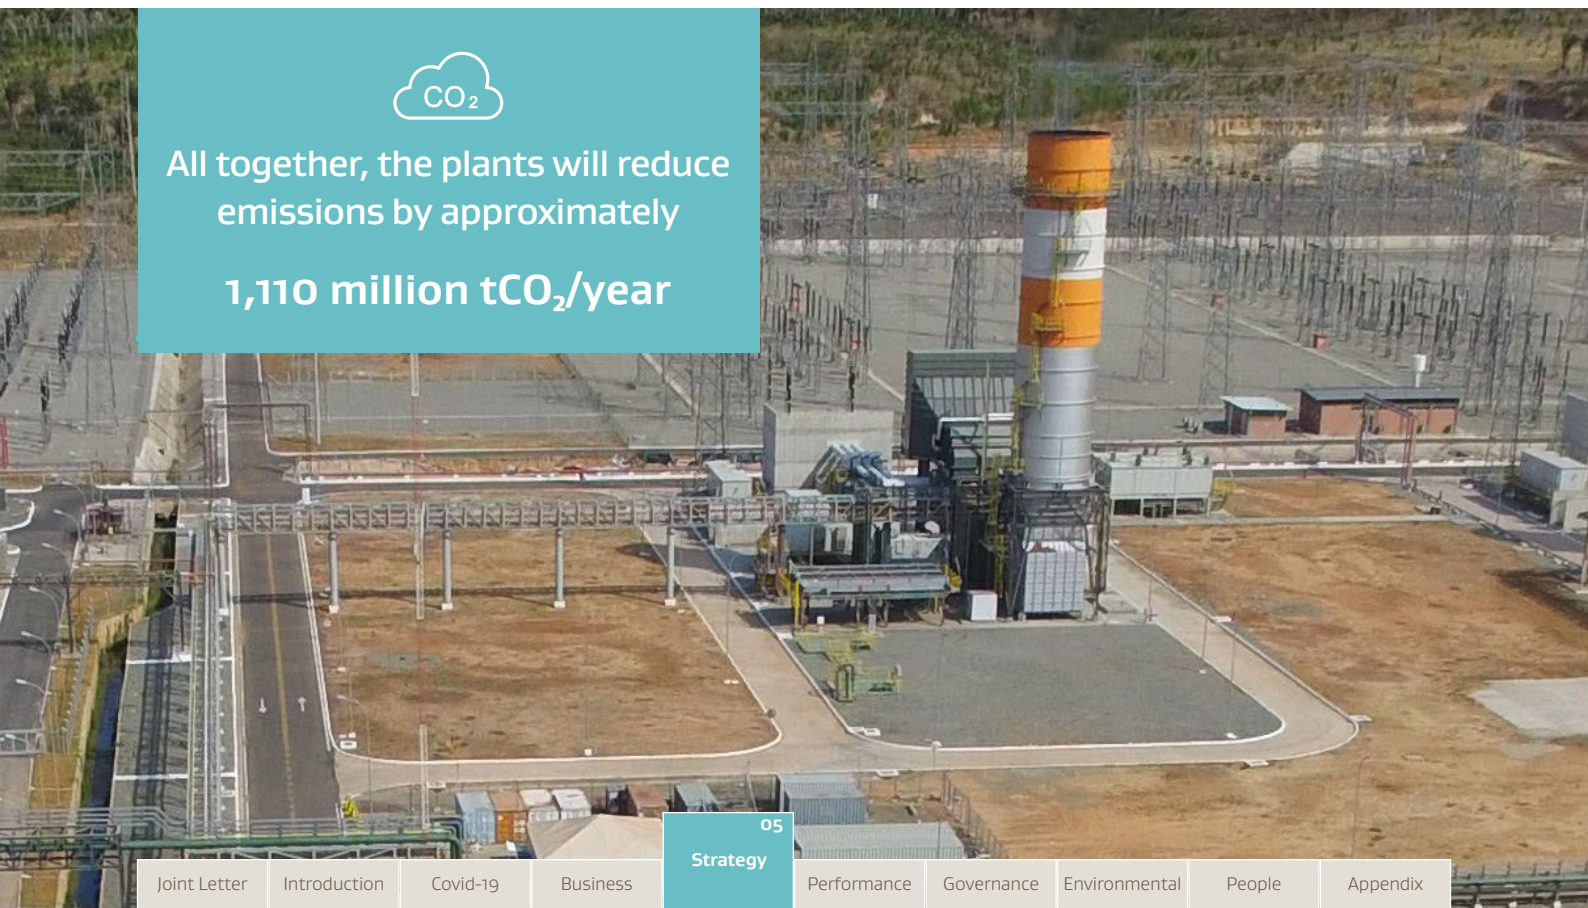 CO₂
All together, the plants will reduce
emissions by approximately
1,110 million tCO₂/year
05
Strategy
Joint Letter
Introduction
Covid-19
Business
Performance
Governance
Environmental
People
Appendix